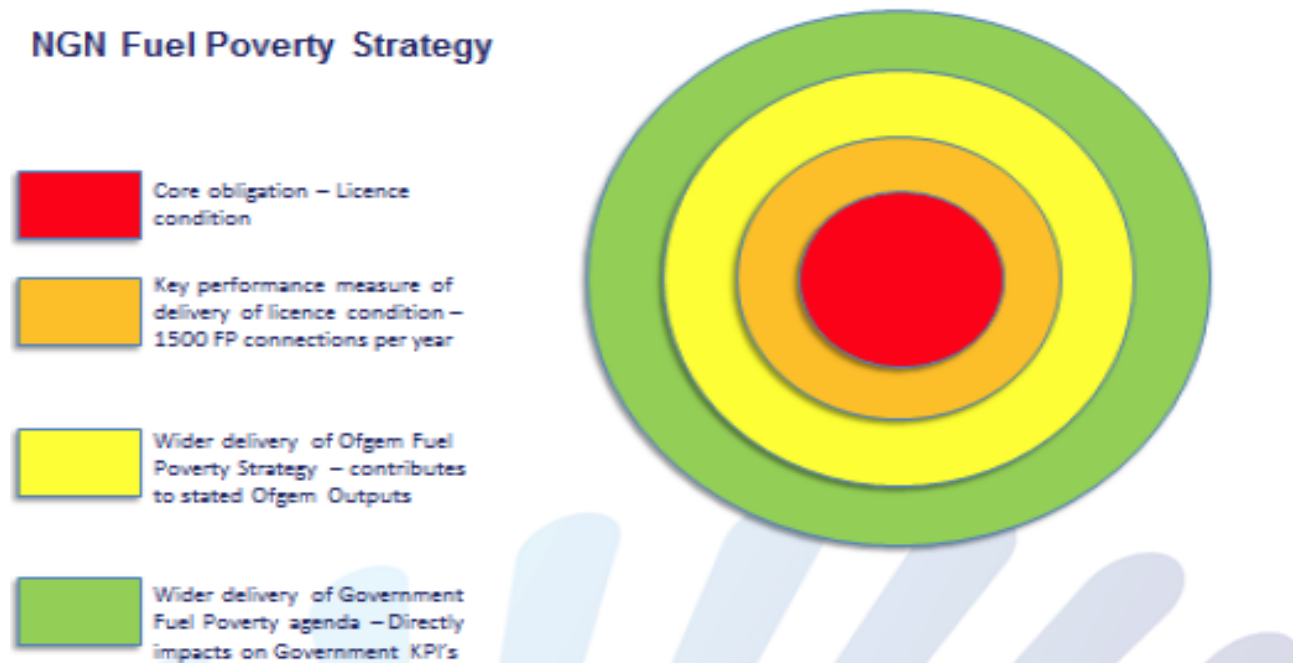 NGN Fuel Poverty Strategy
Core obligation – Licence
condition
Key performance measure of
delivery of licence condition –
1500 FP connections per year
Wider delivery of Ofgem Fuel
Poverty Strategy – contributes
to stated Ofgem Outputs
Wider delivery of Government
Fuel Poverty agenda – Directly
impacts on Government KPI's